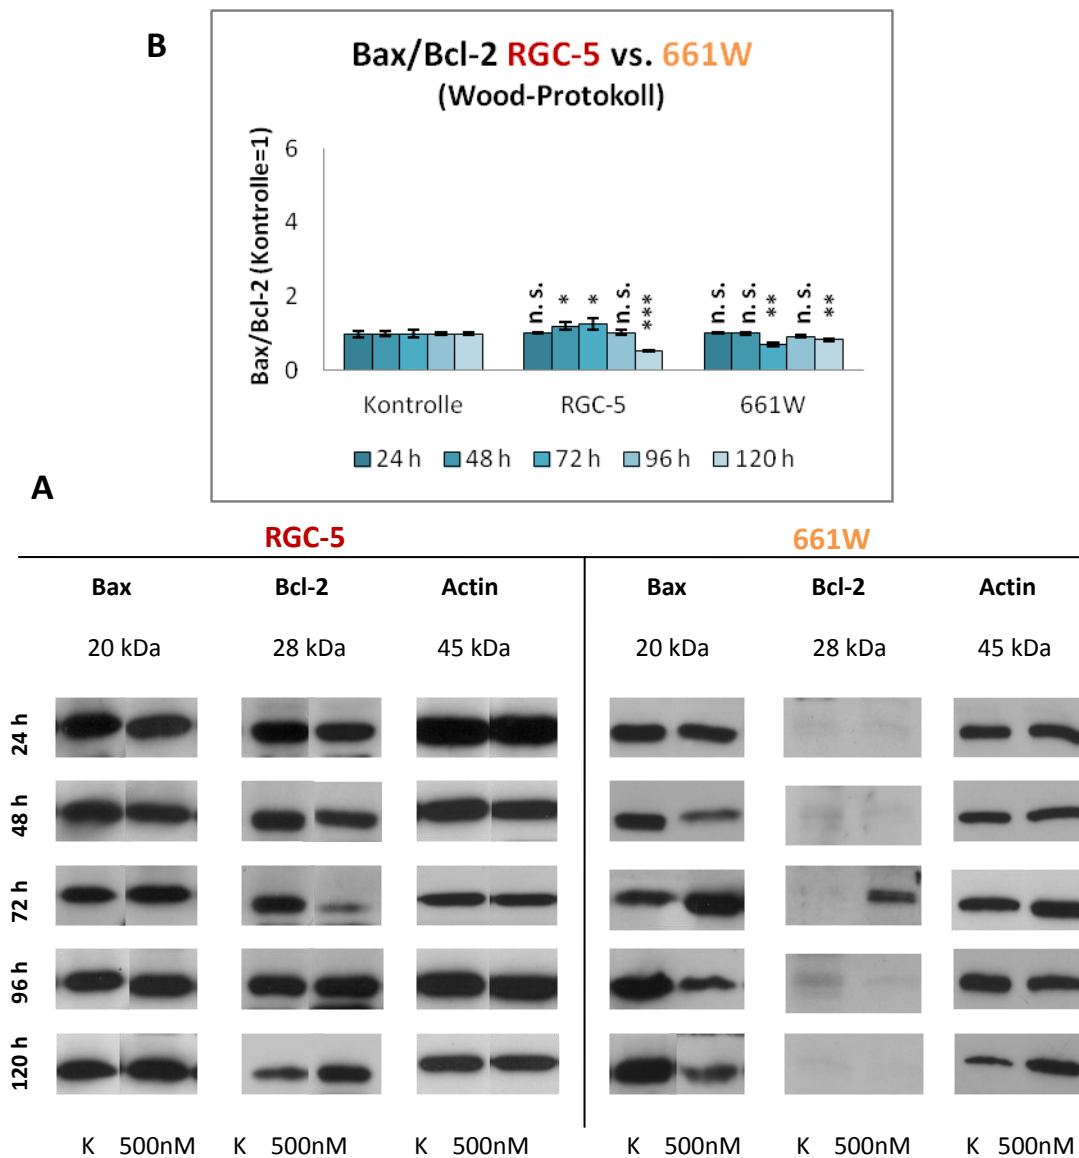 B
Bax/Bcl-2 RGC-5 vs. 661W
(Wood-Protokoll)
Bax/Bcl-2 (Kontrolle=1)
6
4
2
0
n. s.
*
*
n. s.
***
n. s.
n. s.
**
n. s.
**
Kontrolle RGC-5 661W
24 h 48 h 72 h 96 h 120 h
A
RGC-5 661W
Bax Bcl-2 Actin Bax Bcl-2 Actin
20 kDa 28 kDa 45 kDa 20 kDa 28 kDa 45 kDa
24 h
48 h
72 h
96 h
120 h
K 500nM K 500nM K 500nM K 500nM K 500nM K 500nM